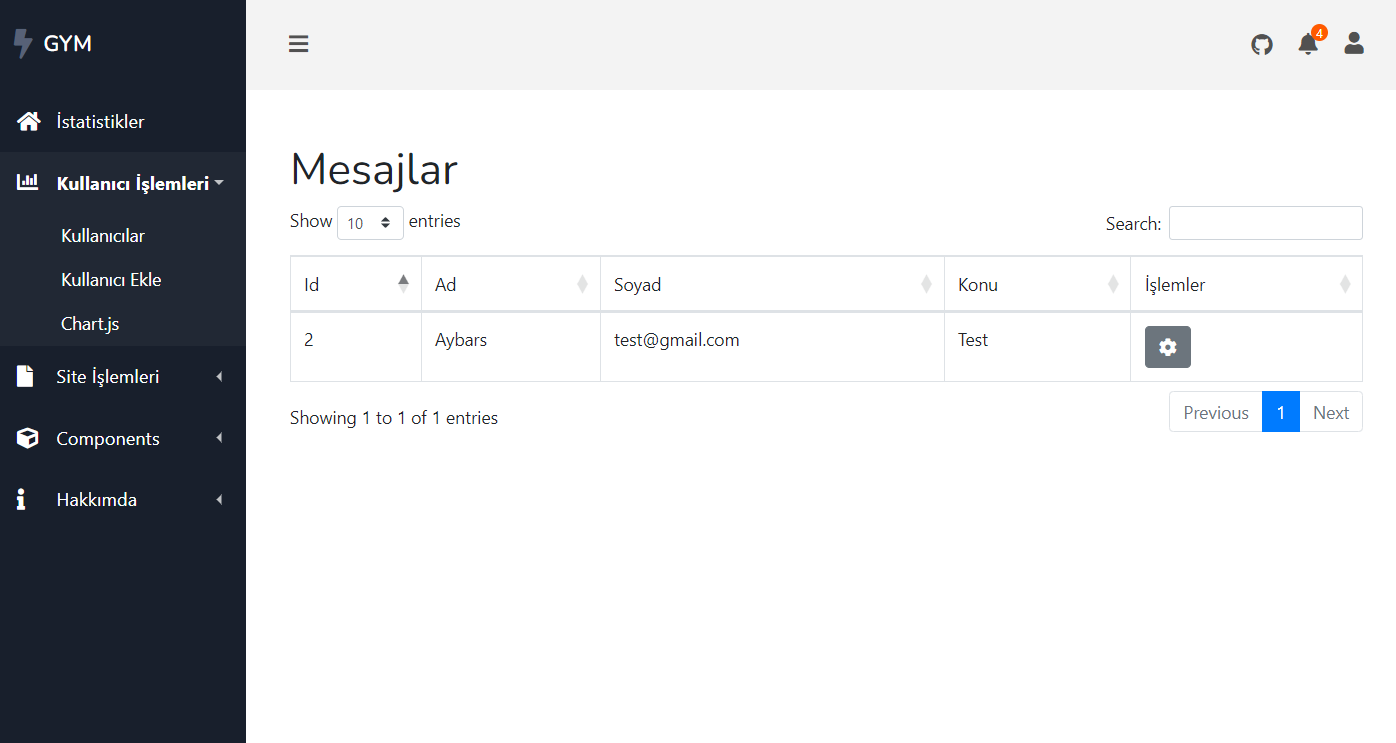 GYM
4
İstatistikler
Kullanıcı İşlemleri
Kullanıcılar
Kullanıcı Ekle
Chart.js
Site İşlemleri
Components
Hakkımda
Mesajlar
Show 10 entries
Search:
Id Ad Soyad Konu İşlemler
2 Aybars test@gmail.com Test
Showing 1 to 1 of 1 entries
Previous 1 Next